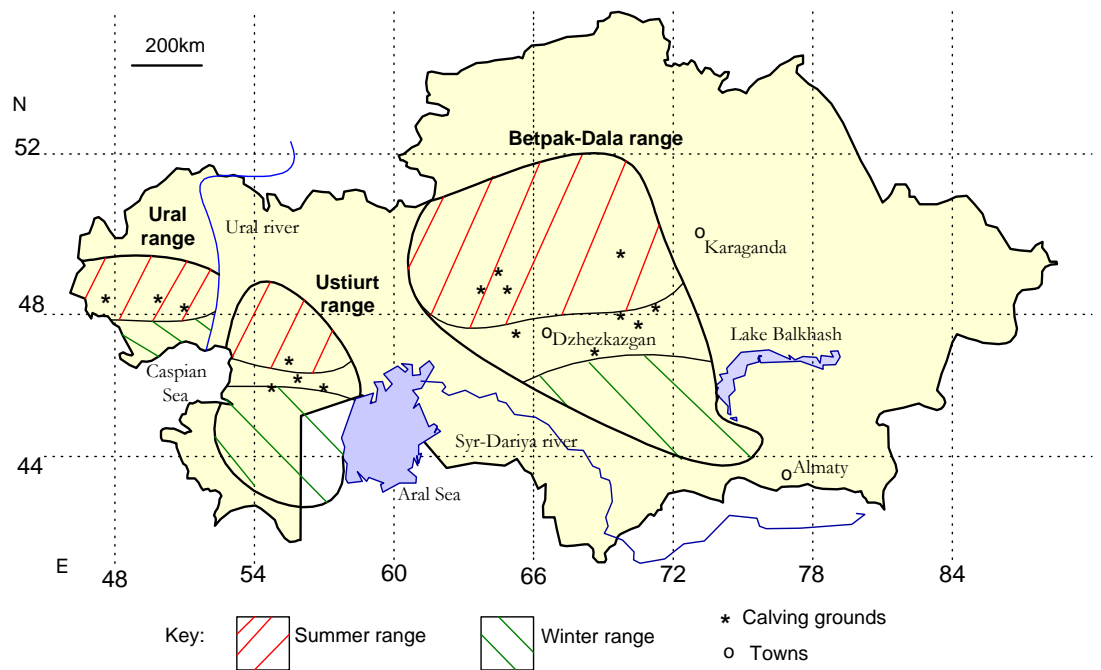 200km
N
52
Betpak-Dala range
Ural
range
Ural river
Karaganda
Ustiurt
range
48
Dzhezkazgan
Lake Balkhash
Caspian
Sea
Syr-Dariya river
44
Almaty
Aral Sea
E
48
54
60
66
72
78
84
Key:
Summer range
Winter range
* Calving grounds
o Towns